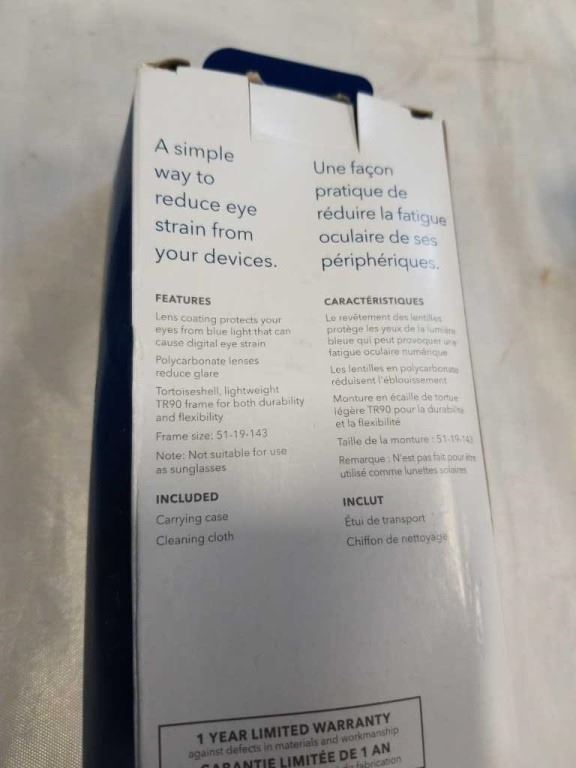 A simple
way to
reduce eye
strain from
your devices.
FEATURES
Lens coating protects your
eyes from blue light that can
cause digital eye strain
Polycarbonate lenses
reduce glare
Tortoiseshell, lightweight
TR90 frame for both durability
and flexibility
Frame size: 51-19-143
Note: Not suitable for use
as sunglasses
INCLUDED
Carrying case
Cleaning cloth
Une façon
pratique de
réduire la fatigue
oculaire de ses
périphériques.
CARACTÉRISTIQUES
Le revêtement des lentilles
protège les yeux de la lumière
bleue qui peut provoquer une
fatigue oculaire numérique
Les lentilles en polycarbonate
réduisent l'éblouissement
Monture en écaille de tortue
légère TR90 pour la durabilité
et la flexibilité
Taille de la monture : 51-19-143
Remarque : N'est pas fait pour être
utilisé comme lunettes solaires
INCLUT
Étui de transport
Chiffon de nettoyage
1 YEAR LIMITED WARRANTY
against defects in materials and workmanship
GARANTIE LIMITÉE DE 1 AN
de fabrication